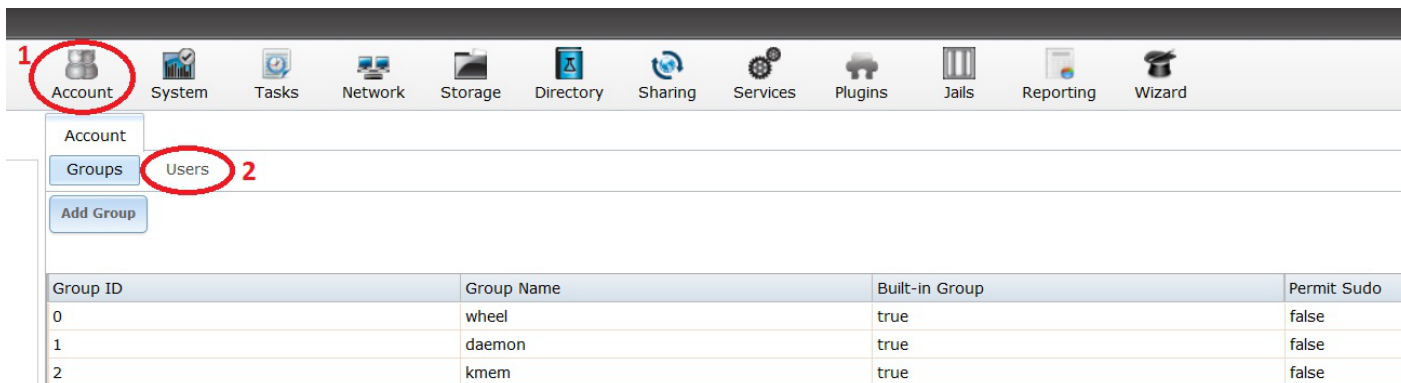 1
Account System Tasks Network Storage Directory Sharing Services Plugins Jails Reporting Wizard
Account
Groups Users 2
Add Group
Group ID Group Name Built-in Group Permit Sudo
0 wheel true false
1 daemon true false
2 kmem true false